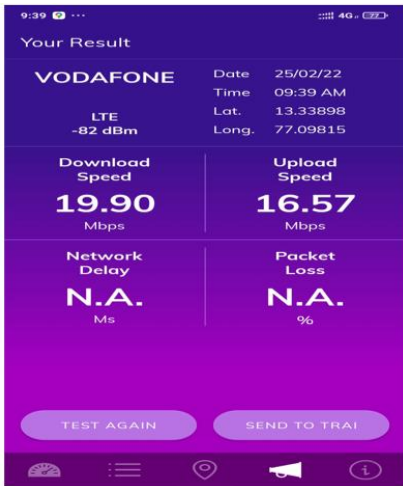 9:39 ... 4G 77
Your Result
VODAFONE
LTE
-82 dBm
Date 25/02/22
Time 09:39 AM
Lat. 13.33898
Long. 77.09815
Download
Speed
19.90
Mbps
Upload
Speed
16.57
Mbps
Network
Delay
N.A.
Ms
Packet
Loss
N.A.
%
TEST AGAIN
SEND TO TRAI